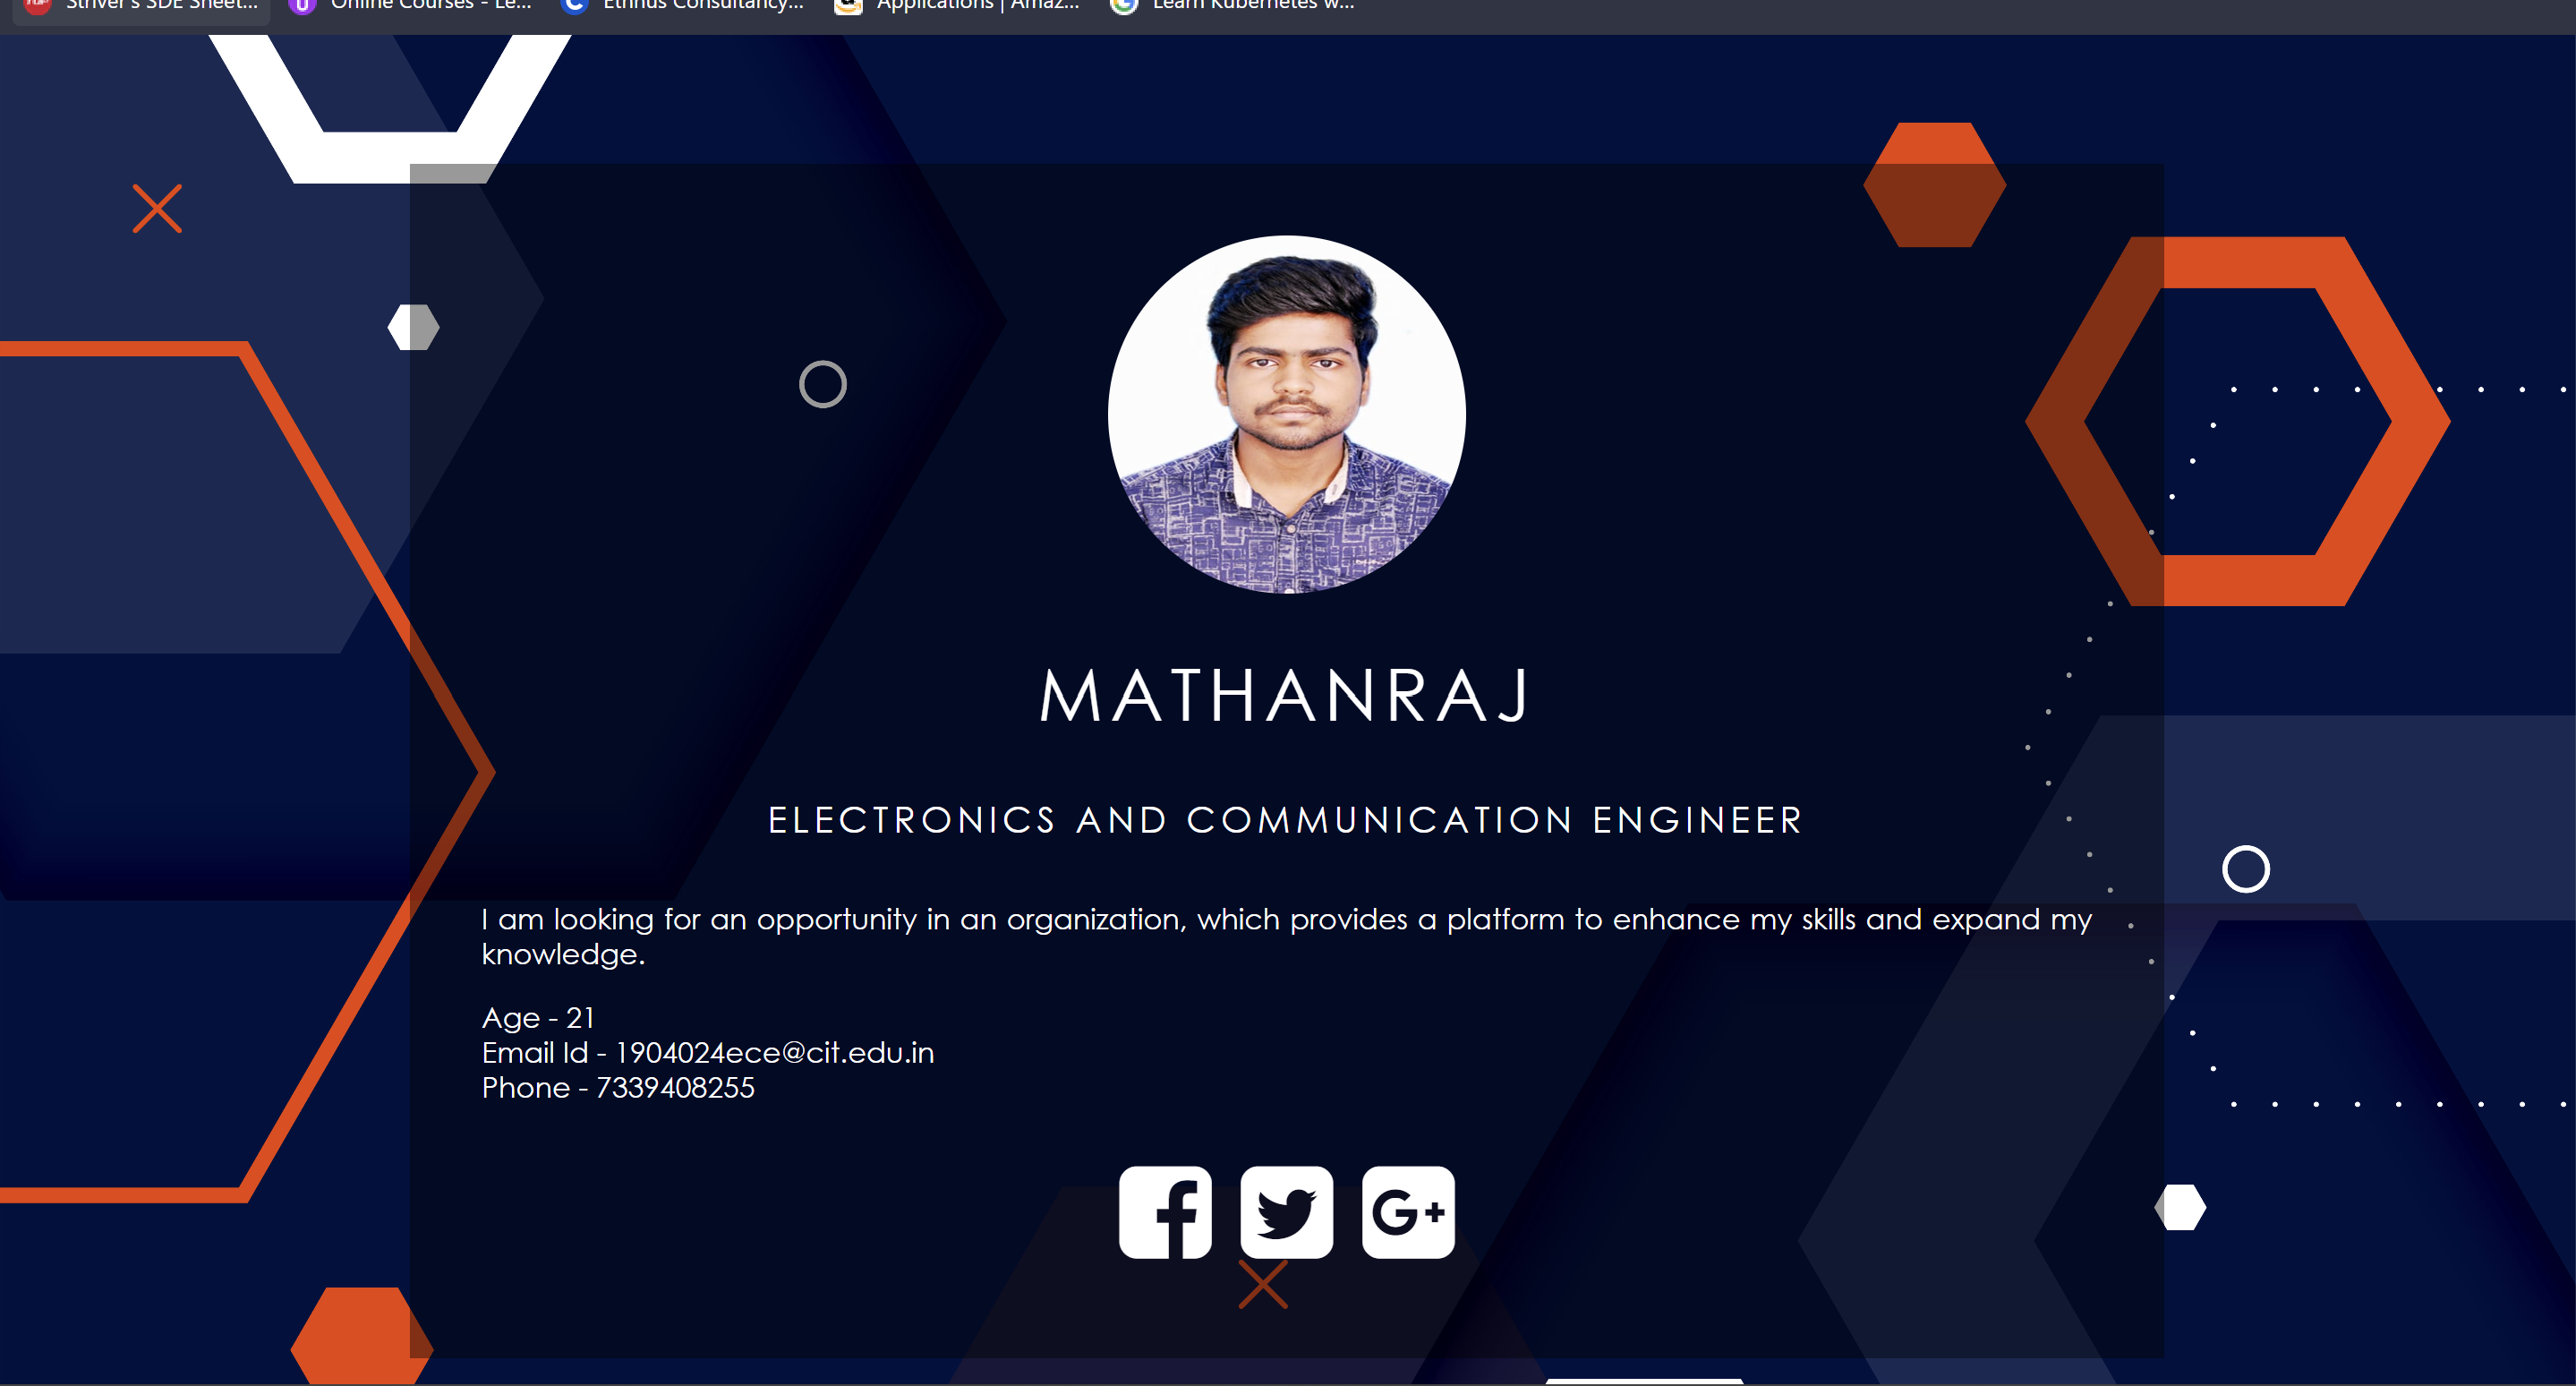 Striver's SDE Sheet...
Online Courses - Le...
Ethnus Consultancy...
Applications | Amaz...
Learn Kubernetes w...
MATHANRAJ
ELECTRONICS AND COMMUNICATION ENGINEER
I am looking for an opportunity in an organization, which provides a platform to enhance my skills and expand my
knowledge.
Age - 21
Email Id - 1904024ece@cit.edu.in
Phone - 7339408255
G+